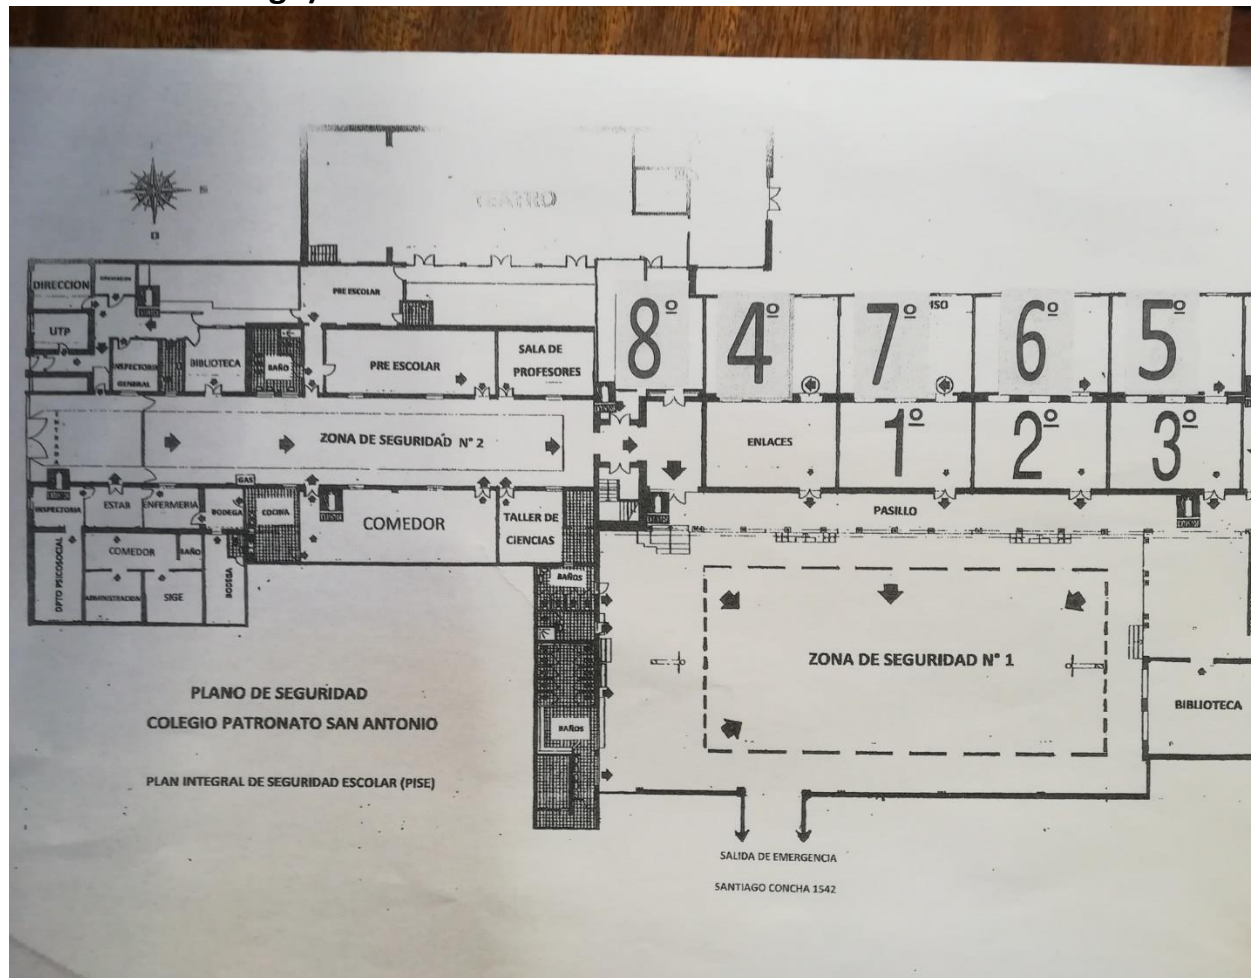 TEATRO
DIRECCION
PRE ESCOLAR
8º
4º
7º
ISO
6º
5º
UTP
INSPECTORIA
GENERAL
BIBLIOTECA
BAÑO
PRE ESCOLAR
SALA DE
PROFESORES
ENTRADA
ZONA DE SEGURIDAD N° 2
ENLACES
1º
2º
3º
GAS
INSPECTORIA
ESTAR
ENFERMERIA
BODEGA
COCINA
COMEDOR
TALLER DE
CIENCIAS
PASILLO
DPTO PSICOSOCIAL
COMEDOR
BAÑO
ADMINISTRACION
SIGE
BODEGA
BAÑOS
ZONA DE SEGURIDAD N° 1
BAÑOS
BIBLIOTECA
PLANO DE SEGURIDAD
COLEGIO PATRONATO SAN ANTONIO
PLAN INTEGRAL DE SEGURIDAD ESCOLAR (PISE)
SALIDA DE EMERGENCIA
SANTIAGO CONCHA 1542